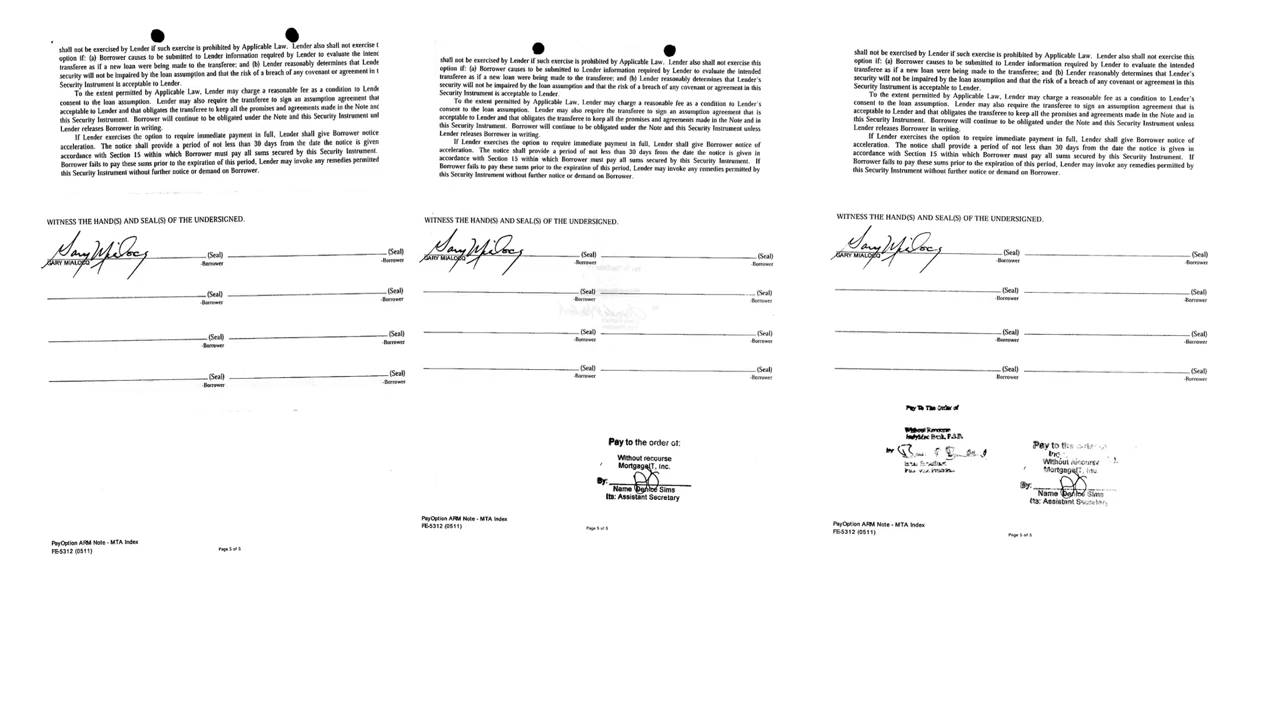 shall not be exercised by Lender if such exercise is prohibited by Applicable Law. Lender also shall not exercise t
option if: (a) Borrower causes to be submitted to Lender information required by Lender to evaluate the intend
transferee as if a new loan were being made to the transferee; and (b) Lender reasonably determines that Lende
security will not be impaired by the loan assumption and that the risk of a breach of any covenant or agreement in t
Security Instrument is acceptable to Lender.
To the extent permitted by Applicable Law, Lender may charge a reasonable fee as a condition to Lende
consent to the loan assumption. Lender may also require the transferee to sign an assumption agreement that
acceptable to Lender and that obligates the transferee to keep all the promises and agreements made in the Note and
this Security Instrument. Borrower will continue to be obligated under the Note and this Security Instrument unl
Lender releases Borrower in writing.
If Lender exercises the option to require immediate payment in full, Lender shall give Borrower notice
acceleration. The notice shall provide a period of not less than 30 days from the date the notice is given
accordance with Section 15 within which Borrower must pay all sums secured by this Security Instrument.
Borrower fails to pay these sums prior to the expiration of this period, Lender may invoke any remedies permitted
this Security Instrument without further notice or demand on Borrower.
WITNESS THE HAND(S) AND SEAL(S) OF THE UNDERSIGNED.
(Seal) (Seal)
GARY MIALOCQ -Borrower -Borrower
(Seal) (Seal)
-Borrower -Borrower
(Seal) (Seal)
-Borrower -Borrower
(Seal) (Seal)
-Borrower -Borrower
PayOption ARM Note - MTA Index
FE-5312 (0511)
Page 5 of 5
shall not be exercised by Lender if such exercise is prohibited by Applicable Law. Lender also shall not exercise this
option if: (a) Borrower causes to be submitted to Lender information required by Lender to evaluate the intended
transferee as if a new loan were being made to the transferee; and (b) Lender reasonably determines that Lender's
security will not be impaired by the loan assumption and that the risk of a breach of any covenant or agreement in this
Security Instrument is acceptable to Lender.
To the extent permitted by Applicable Law, Lender may charge a reasonable fee as a condition to Lender's
consent to the loan assumption. Lender may also require the transferee to sign an assumption agreement that is
acceptable to Lender and that obligates the transferee to keep all the promises and agreements made in the Note and in
this Security Instrument. Borrower will continue to be obligated under the Note and this Security Instrument unless
Lender releases Borrower in writing.
If Lender exercises the option to require immediate payment in full, Lender shall give Borrower notice of
acceleration. The notice shall provide a period of not less than 30 days from the date the notice is given in
accordance with Section 15 within which Borrower must pay all sums secured by this Security Instrument. If
Borrower fails to pay these sums prior to the expiration of this period, Lender may invoke any remedies permitted by
this Security Instrument without further notice or demand on Borrower.
WITNESS THE HAND(S) AND SEAL(S) OF THE UNDERSIGNED.
(Seal) (Seal)
GARY MIALOCQ -Borrower -Borrower
(Seal) (Seal)
-Borrower -Borrower
(Seal) (Seal)
-Borrower -Borrower
(Seal) (Seal)
-Borrower -Borrower
Pay to the order of:
Without recourse
MortgageIT, Inc.
By:
Name Denice Sims
Its: Assistant Secretary
PayOption ARM Note - MTA Index
FE-5312 (0511)
Page 5 of 5
shall not be exercised by Lender if such exercise is prohibited by Applicable Law. Lender also shall not exercise this
option if: (a) Borrower causes to be submitted to Lender information required by Lender to evaluate the intended
transferee as if a new loan were being made to the transferee; and (b) Lender reasonably determines that Lender's
security will not be impaired by the loan assumption and that the risk of a breach of any covenant or agreement in this
Security Instrument is acceptable to Lender.
To the extent permitted by Applicable Law, Lender may charge a reasonable fee as a condition to Lender's
consent to the loan assumption. Lender may also require the transferee to sign an assumption agreement that is
acceptable to Lender and that obligates the transferee to keep all the promises and agreements made in the Note and in
this Security Instrument. Borrower will continue to be obligated under the Note and this Security Instrument unless
Lender releases Borrower in writing.
If Lender exercises the option to require immediate payment in full, Lender shall give Borrower notice of
acceleration. The notice shall provide a period of not less than 30 days from the date the notice is given in
accordance with Section 15 within which Borrower must pay all sums secured by this Security Instrument. If
Borrower fails to pay these sums prior to the expiration of this period, Lender may invoke any remedies permitted by
this Security Instrument without further notice or demand on Borrower.
WITNESS THE HAND(S) AND SEAL(S) OF THE UNDERSIGNED.
(Seal) (Seal)
GARY MIALOCQ -Borrower -Borrower
(Seal) (Seal)
-Borrower -Borrower
(Seal) (Seal)
-Borrower -Borrower
(Seal) (Seal)
-Borrower -Borrower
Pay To The Order of
Without Recourse
IndyMac Bank, F.S.B.
By
Pay to the order of
Without recourse
MortgageIT, Inc
By:
Name Denice Sims
Its: Assistant Secretary
PayOption ARM Note - MTA Index
FE-5312 (0511)
Page 5 of 5